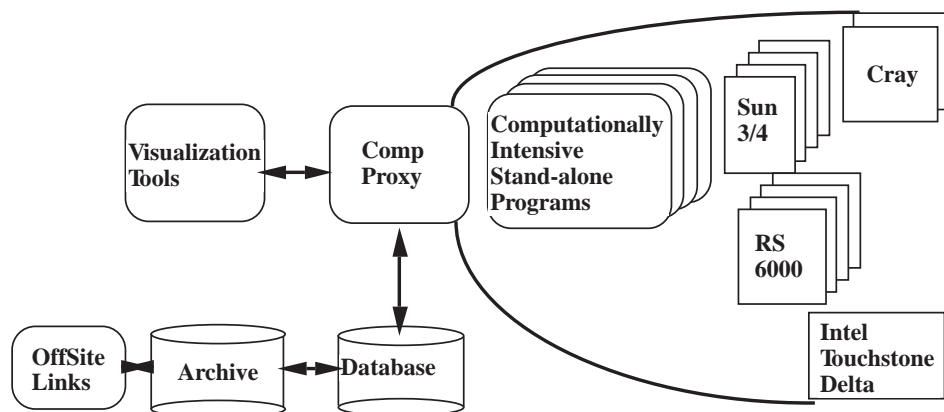 Cray
Sun
3/4
Computationally
Intensive
Stand-alone
Programs
Visualization
Tools
Comp
Proxy
RS
6000
OffSite
Links
Archive
Database
Intel
Touchstone
Delta